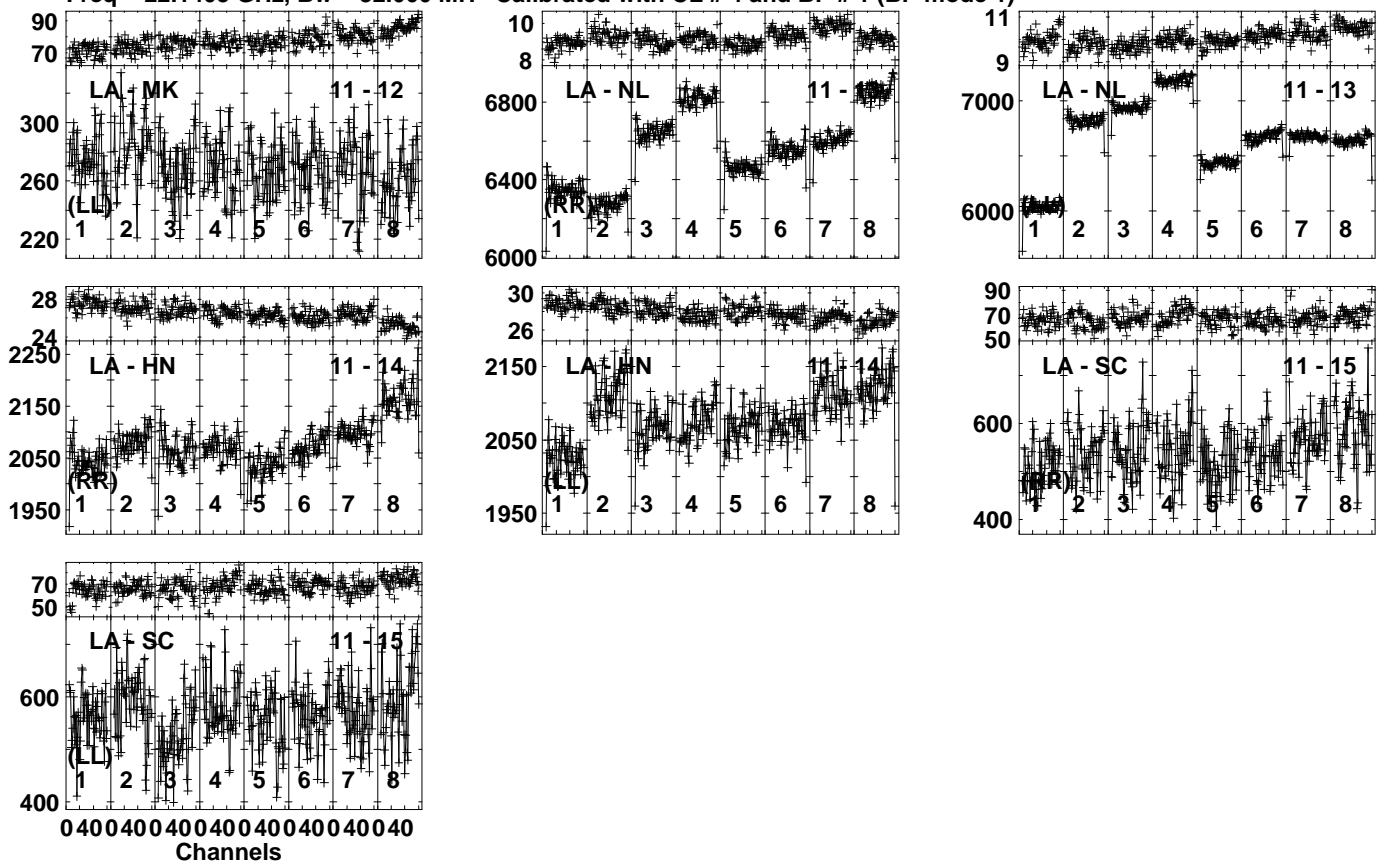 90
70
LA - MK 11 - 12
300
260
(LL)
220
1 2 3 4 5 6 7 8
10
8
LA - NL
6800
6400
(RR)
6000
1 2 3 4 5 6 7 8
11
9
LA - NL 11 - 13
7000
6000
1 2 3 4 5 6 7 8
28
24
2250
LA - HN 11 - 14
2150
2050
(RR)
1950
1 2 3 4 5 6 7 8
30
26
LA - HN 11 - 14
2150
2050
(LL)
1950
1 2 3 4 5 6 7 8
90
70
50
LA - SC 11 - 15
600
(RR)
400
1 2 3 4 5 6 7 8
70
50
LA - SC 11 - 15
600
(LL)
400
1 2 3 4 5 6 7 8
0 40 0 40 0 40 0 40 0 40 0 40 0 40 0 40
Channels